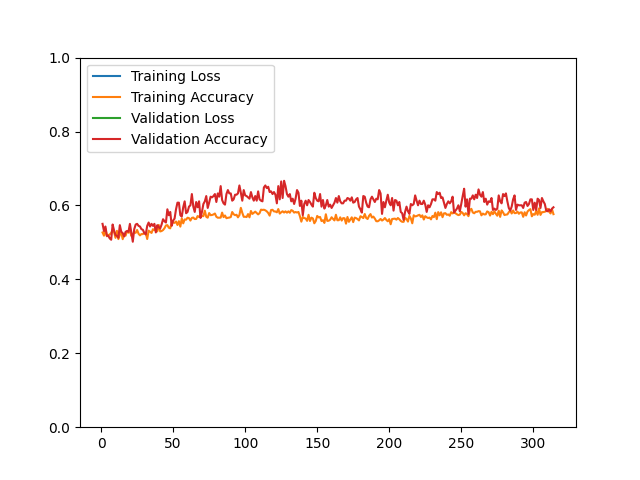 Training Loss
Training Accuracy
Validation Loss
Validation Accuracy
1.0
0.8
0.6
0.4
0.2
0.0
0 50 100 150 200 250 300